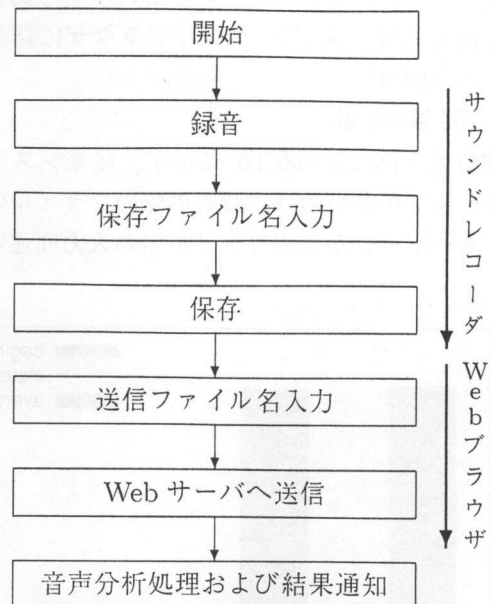 開始
録音
保存ファイル名入力
保存
送信ファイル名入力
Web サーバへ送信
音声分析処理および結果通知
サウンドレコーダ
Webブラウザ